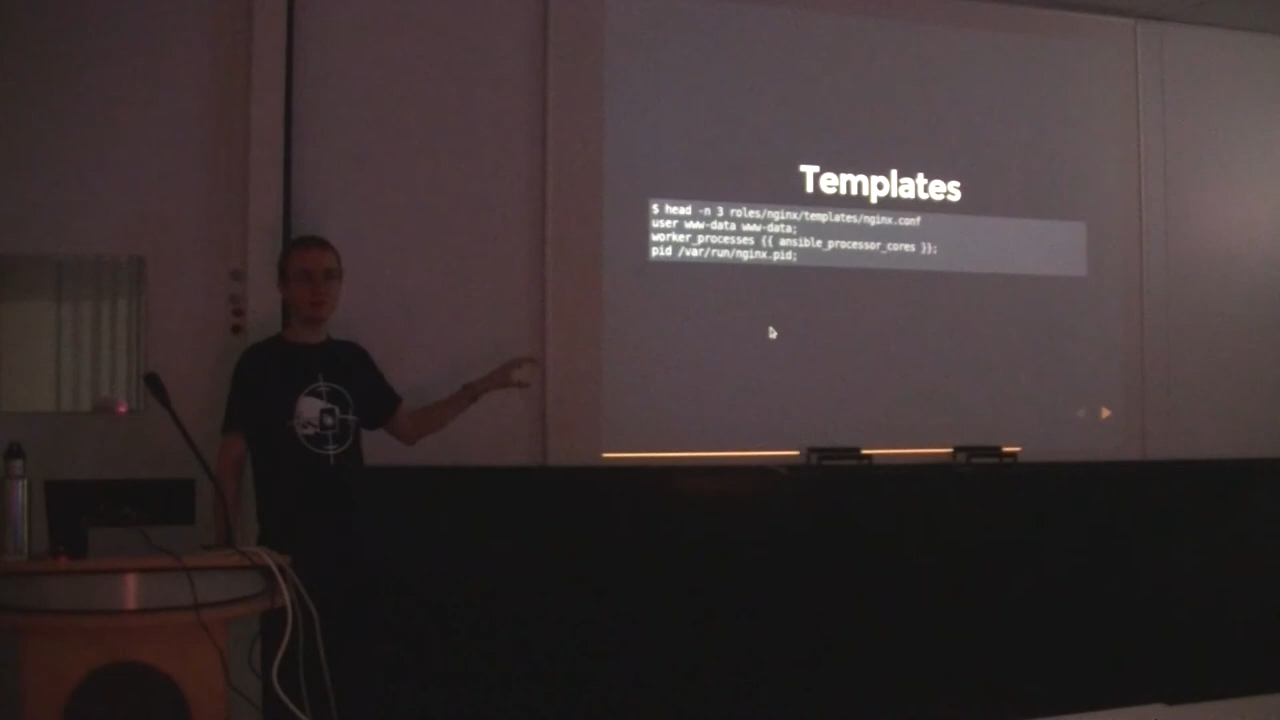 Templates
$ head -n 3 roles/nginx/templates/nginx.conf
user www-data www-data;
worker_processes {{ ansible_processor_cores }};
pid /var/run/nginx.pid;